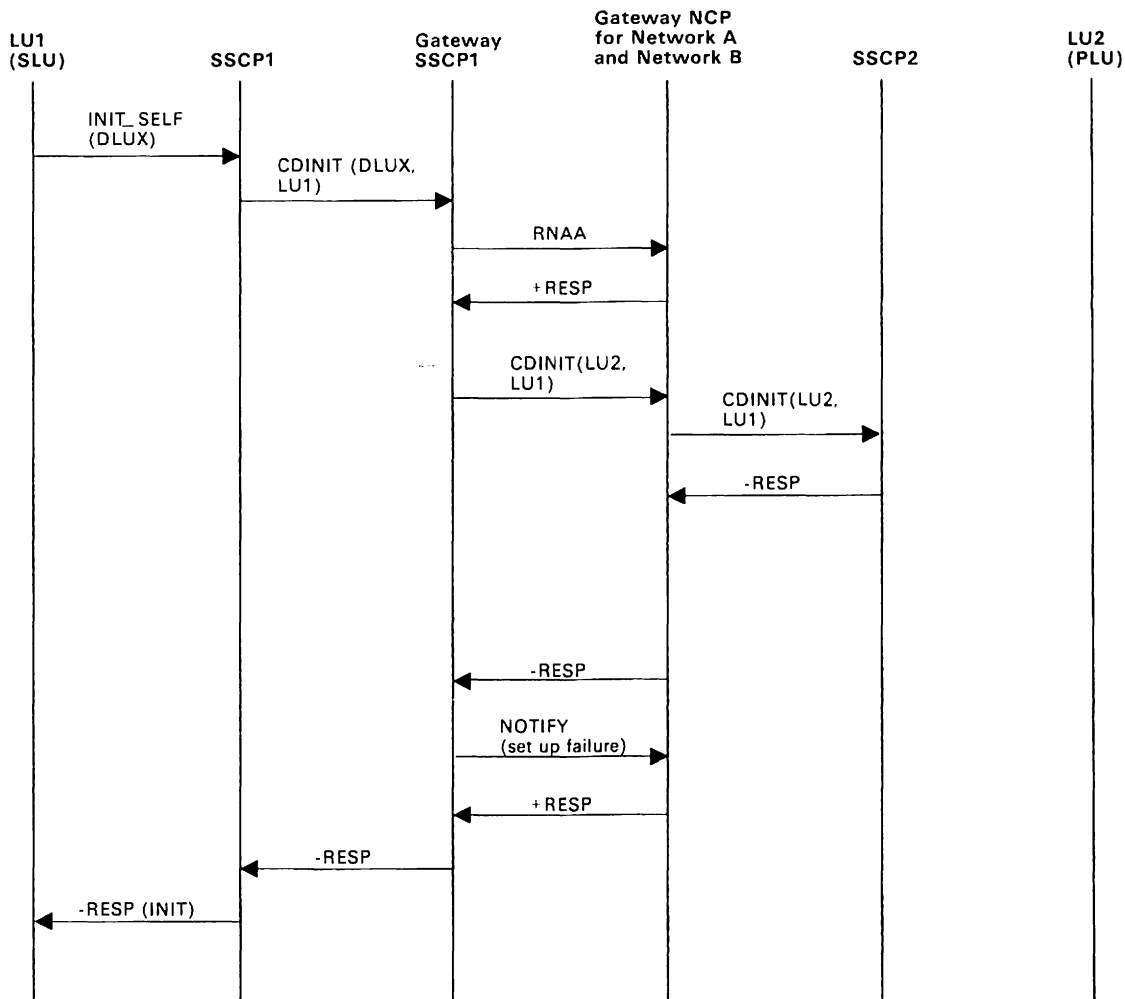 LU1
(SLU)
SSCP1
Gateway
SSCP1
Gateway NCP
for Network A
and Network B
SSCP2
LU2
(PLU)
INIT_SELF
(DLUX)
CDINIT (DLUX,
LU1)
RNAA
+RESP
CDINIT(LU2,
LU1)
CDINIT(LU2,
LU1)
-RESP
-RESP
NOTIFY
(set up failure)
+RESP
-RESP
-RESP (INIT)